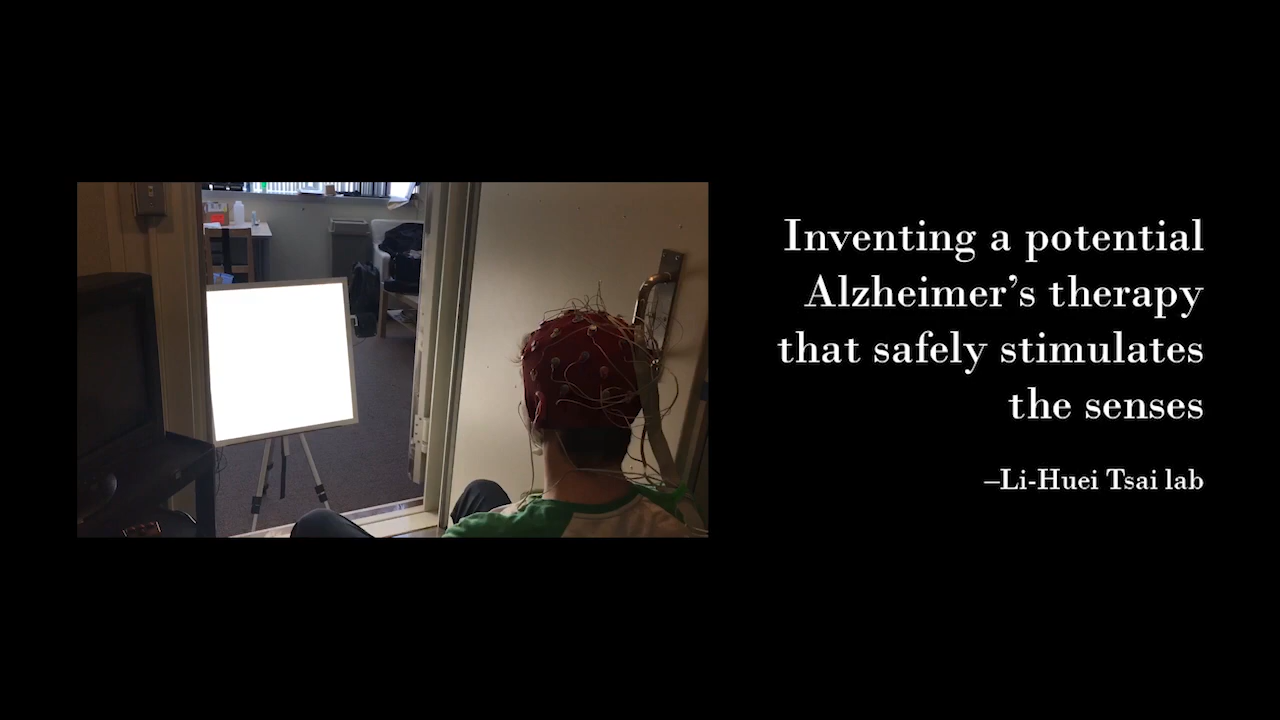 Inventing a potential
Alzheimer’s therapy
that safely stimulates
the senses
–Li-Huei Tsai lab